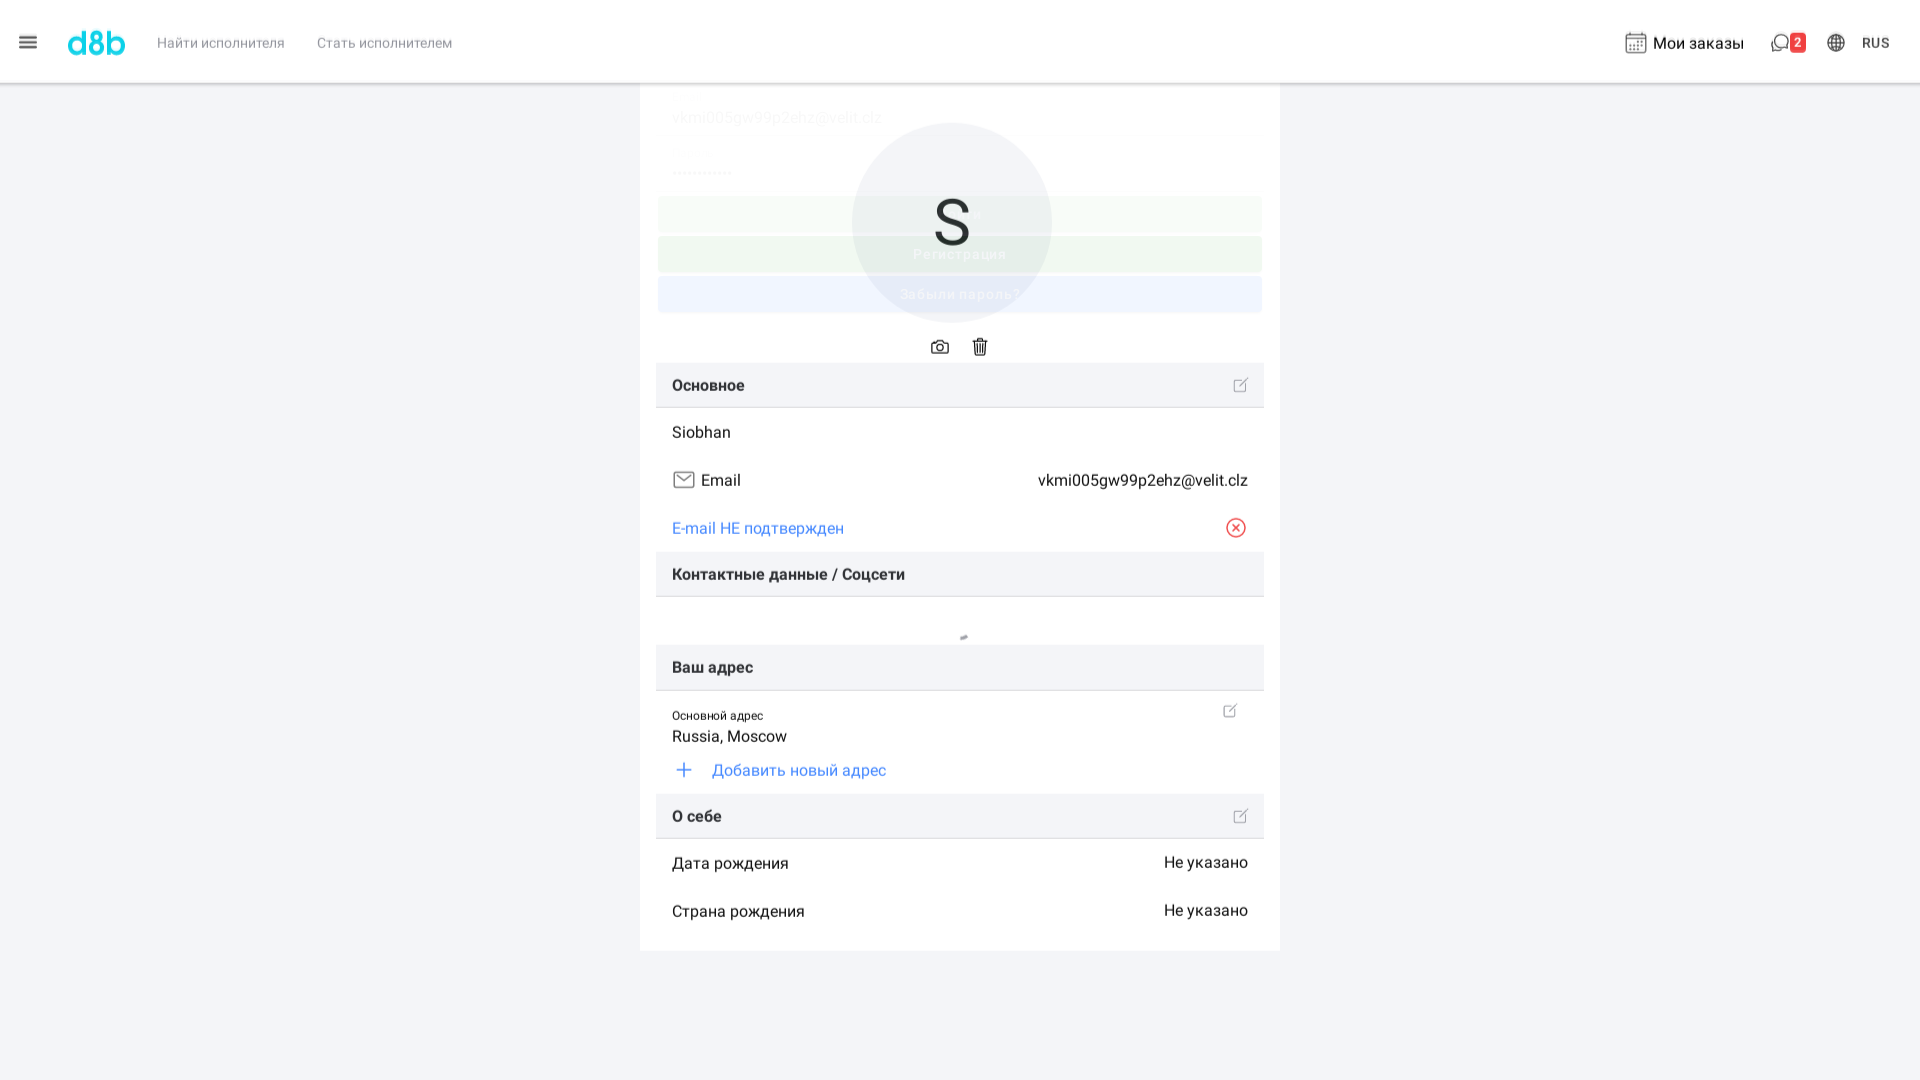 d8b
Найти исполнителя
Стать исполнителем
Мои заказы
2
RUS
vkmi005gw99p2ehz@velit.clz
S
Регистрация
Забыли пароль?
Основное
Siobhan
Email
vkmi005gw99p2ehz@velit.clz
E-mail НЕ подтвержден
Контактные данные / Соцсети
Ваш адрес
Основной адрес
Russia, Moscow
Добавить новый адрес
О себе
Дата рождения
Не указано
Страна рождения
Не указано